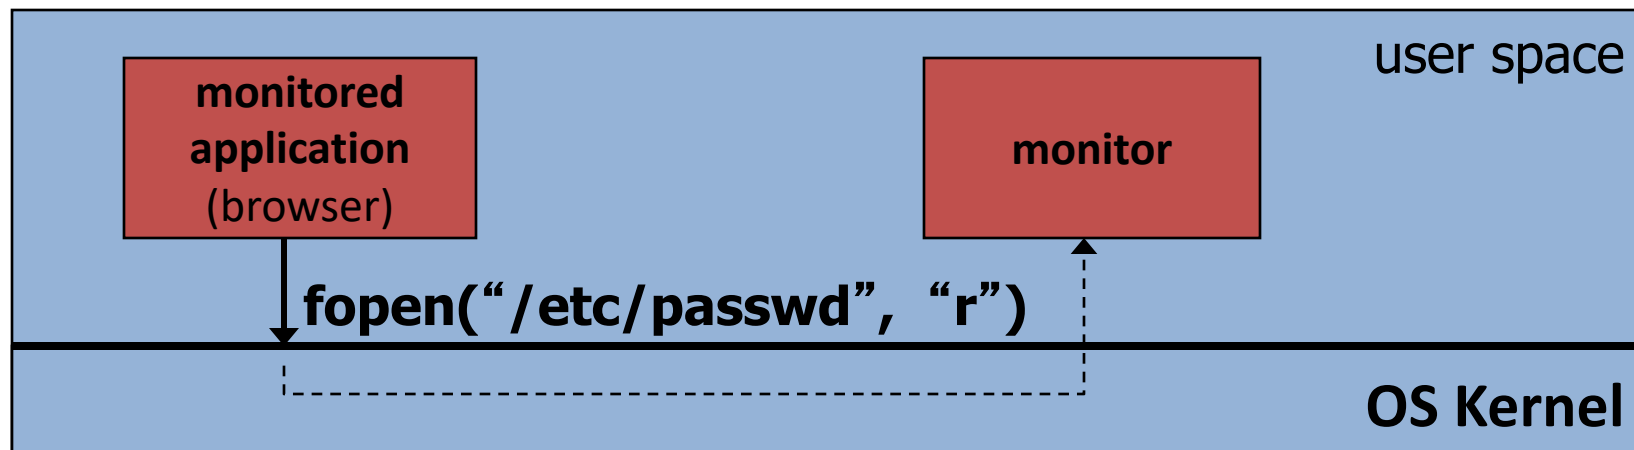 user space
monitored
application
(browser)
monitor
fopen(“/etc/passwd”, “r”)
OS Kernel